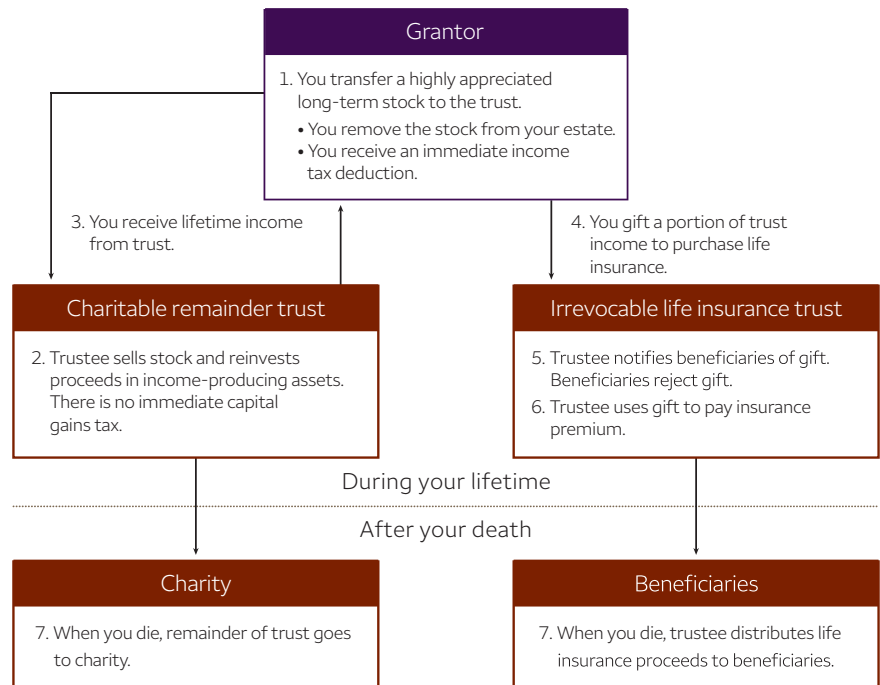 Grantor
1. You transfer a highly appreciated
long-term stock to the trust.
• You remove the stock from your estate.
• You receive an immediate income
tax deduction.
3. You receive lifetime income
from trust.
4. You gift a portion of trust
income to purchase life
insurance.
Charitable remainder trust
2. Trustee sells stock and reinvests
proceeds in income-producing assets.
There is no immediate capital
gains tax.
Irrevocable life insurance trust
5. Trustee notifies beneficiaries of gift.
Beneficiaries reject gift.
6. Trustee uses gift to pay insurance
premium.
During your lifetime
After your death
Charity
7. When you die, remainder of trust goes
to charity.
Beneficiaries
7. When you die, trustee distributes life
insurance proceeds to beneficiaries.